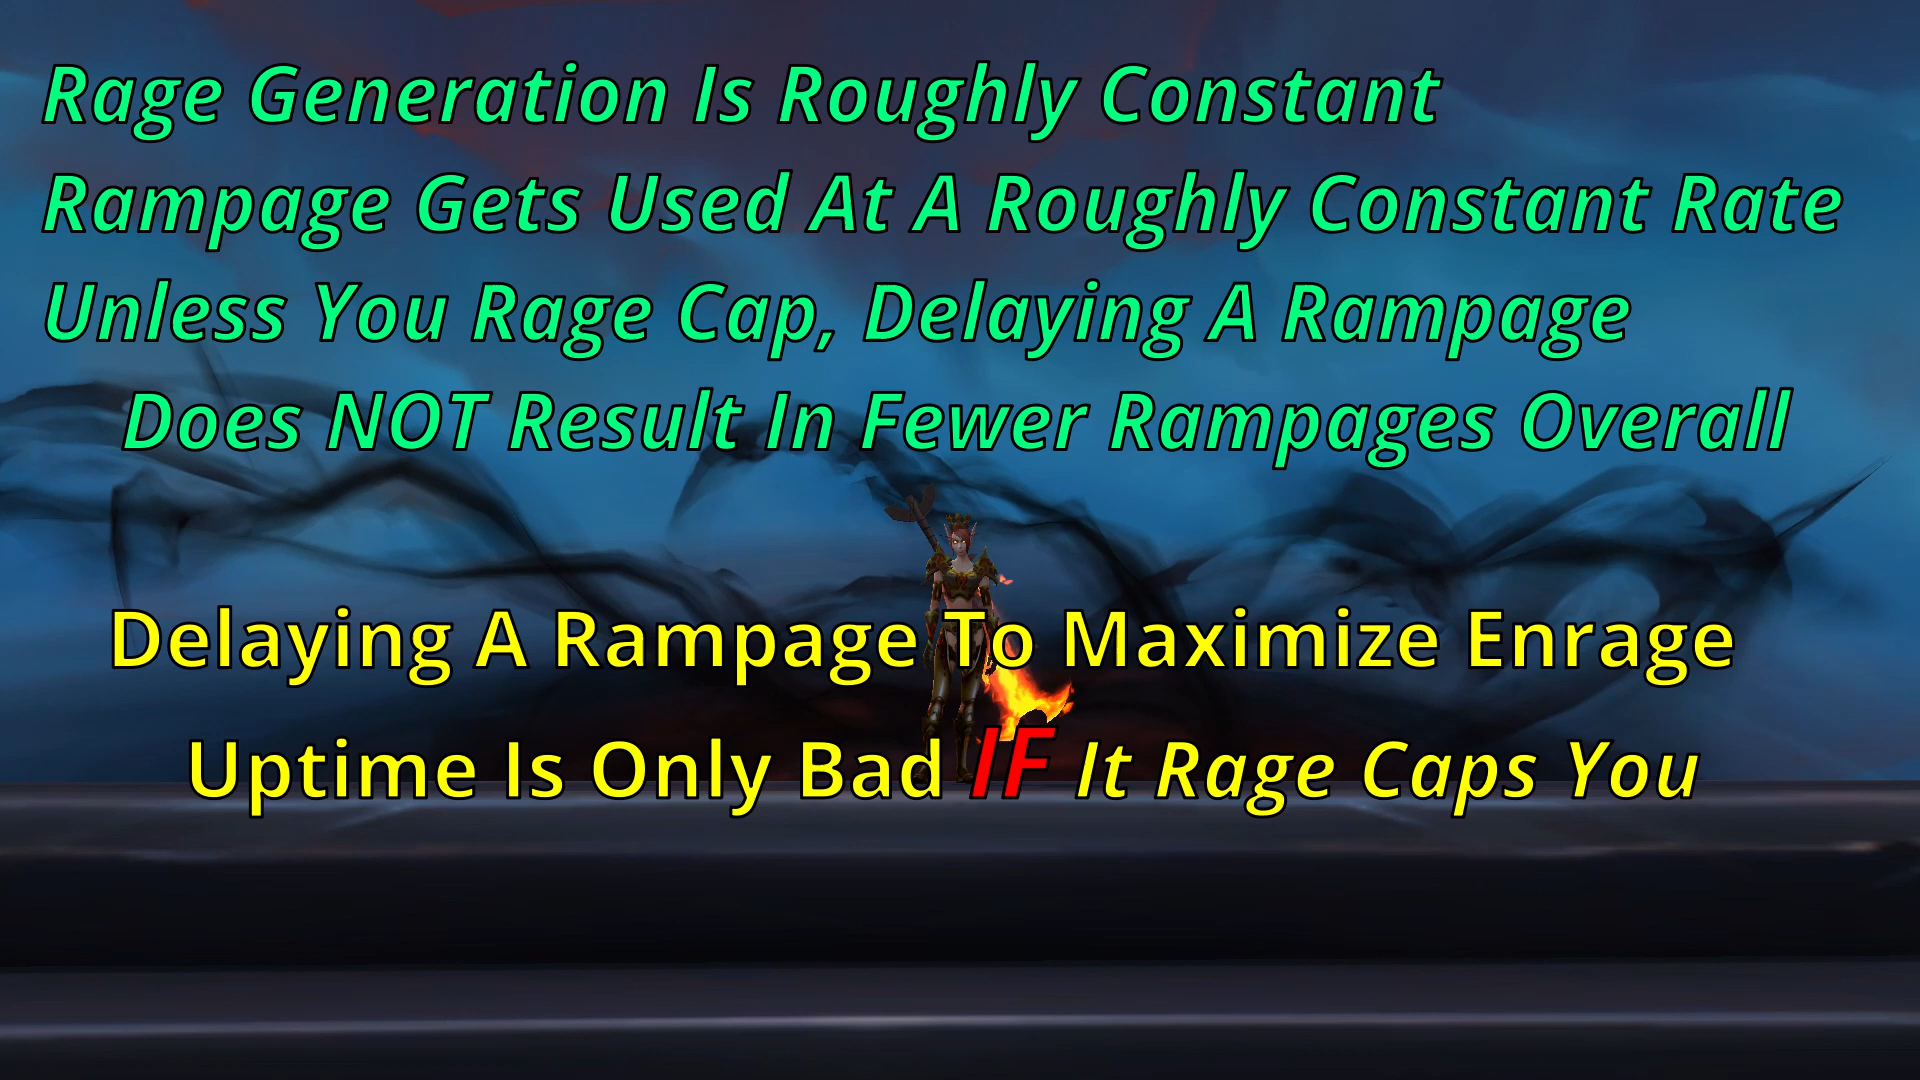 Rage Generation Is Roughly Constant
Rampage Gets Used At A Roughly Constant Rate
Unless You Rage Cap, Delaying A Rampage
Does NOT Result In Fewer Rampages Overall
Delaying A Rampage To Maximize Enrage
Uptime Is Only Bad IF It Rage Caps You